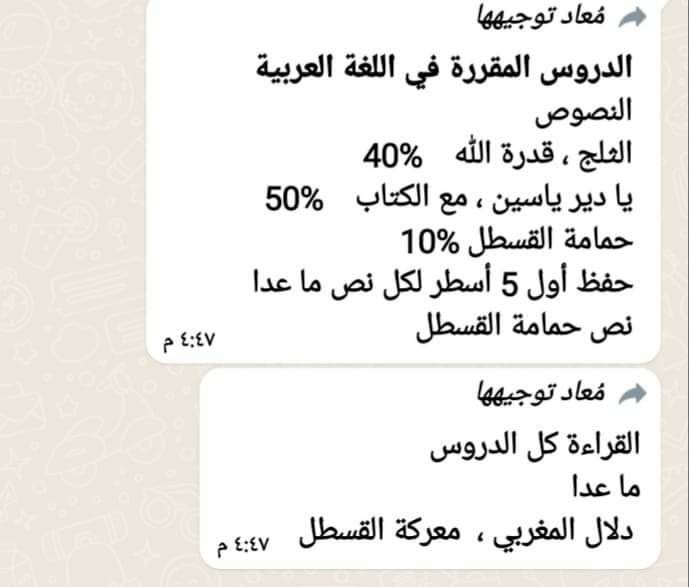 مُعاد توجيهها
الدروس المقررة في اللغة العربية
النصوص
الثلج ، قدرة الله 40%
يا دير ياسين ، مع الكتاب 50%
حمامة القسطل 10%
حفظ أول 5 أسطر لكل نص ما عدا
نص حمامة القسطل
٤:٤٧ م
مُعاد توجيهها
القراءة كل الدروس
ما عدا
دلال المغربي ، معركة القسطل
٤:٤٧ م